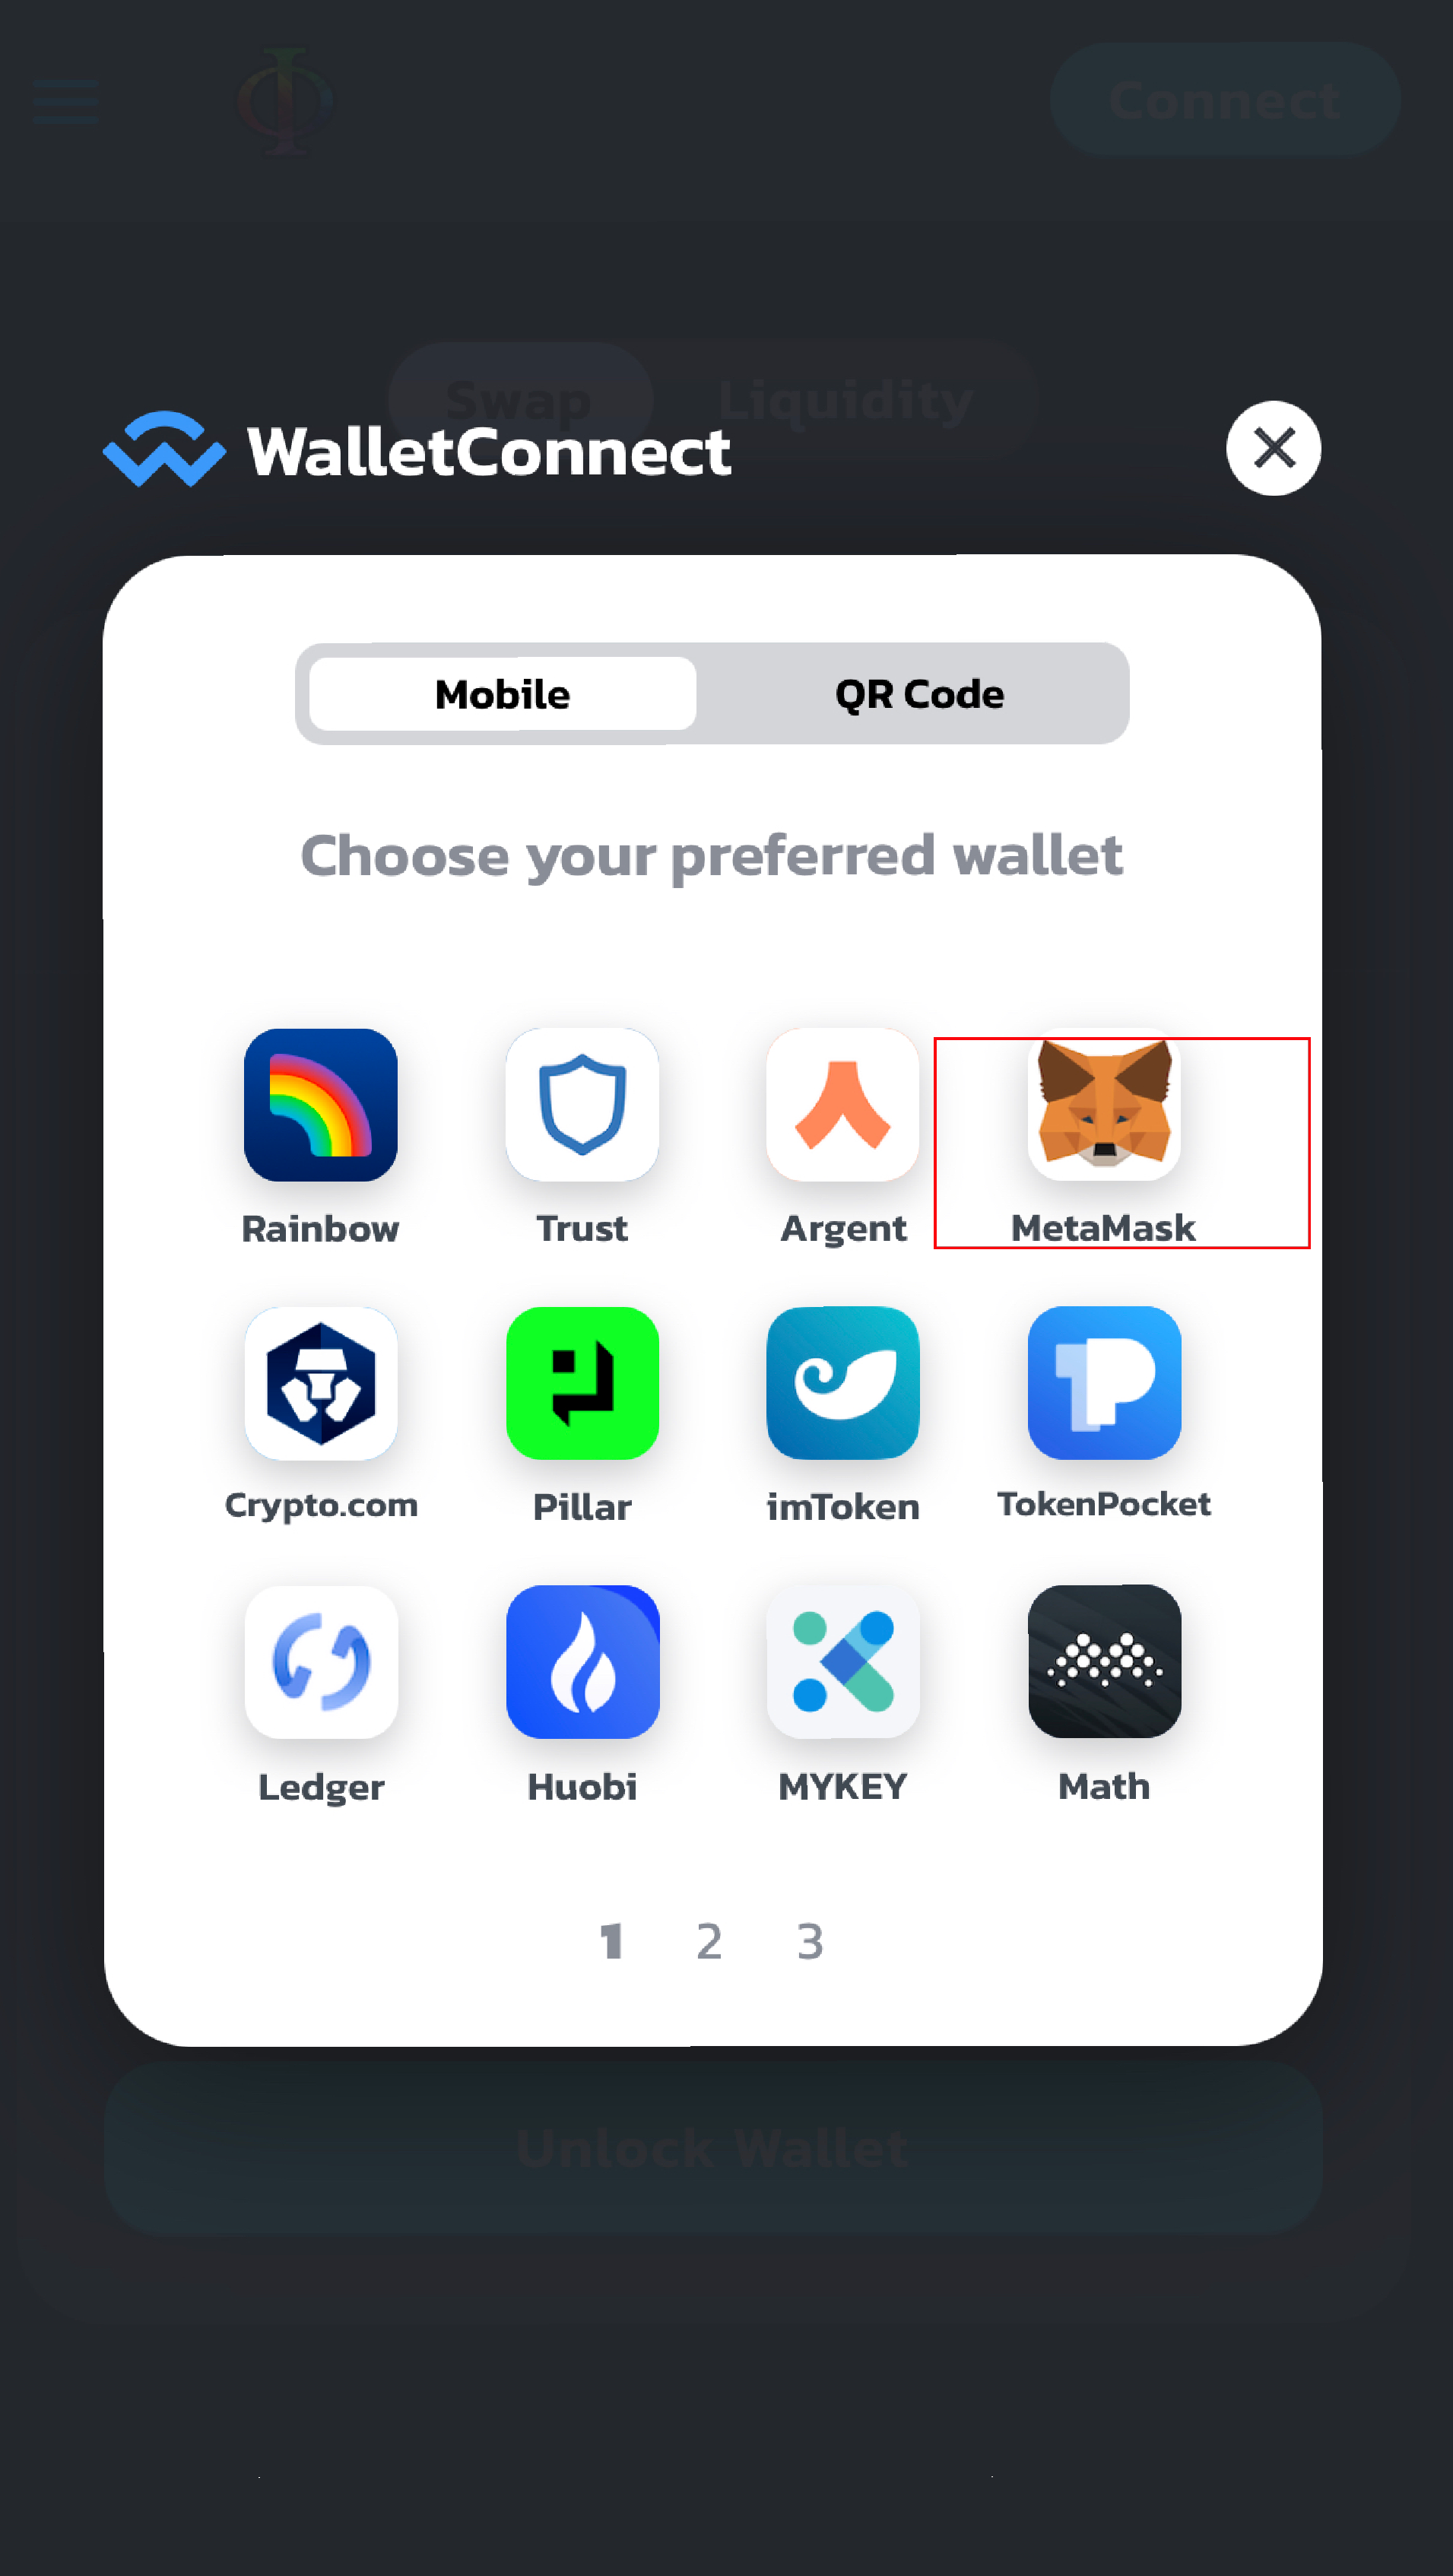 Connect
Swap Liquidity
WalletConnect
Mobile QR Code
Choose your preferred wallet
Rainbow Trust Argent MetaMask
Crypto.com Pillar imToken TokenPocket
Ledger Huobi MYKEY Math
1 2 3
Unlock Wallet